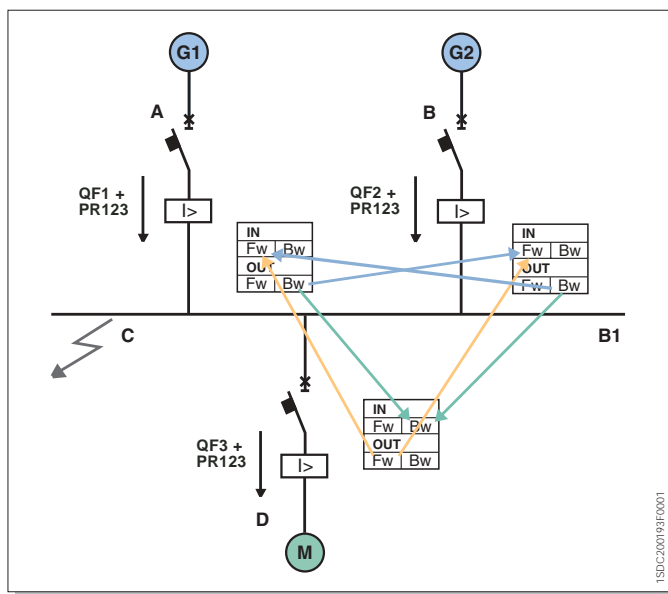 G1
G2
A
B
QF1 +
PR123
I>
QF2 +
PR123
I>
IN
Fw Bw
OUT
Fw Bw
IN
Fw Bw
OUT
Fw Bw
C
B1
IN
Fw Bw
OUT
Fw Bw
QF3 +
PR123
I>
D
M
1SDC200193F0001